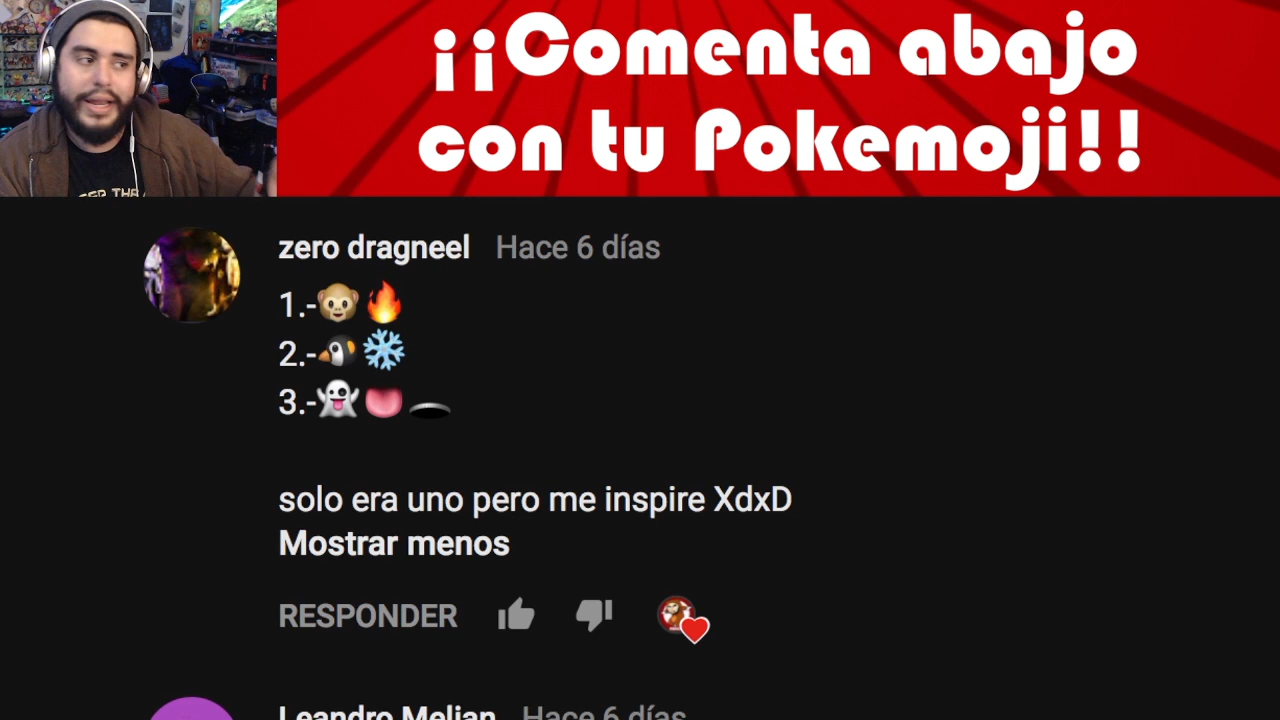 ¡¡Comenta abajo
con tu Pokemoji!!
zero dragneel Hace 6 días
1.-🐵🔥
2.-🐧❄️
3.-👻👅🕳️
solo era uno pero me inspire XdxD
Mostrar menos
RESPONDER
Leandro Melian Hace 6 días